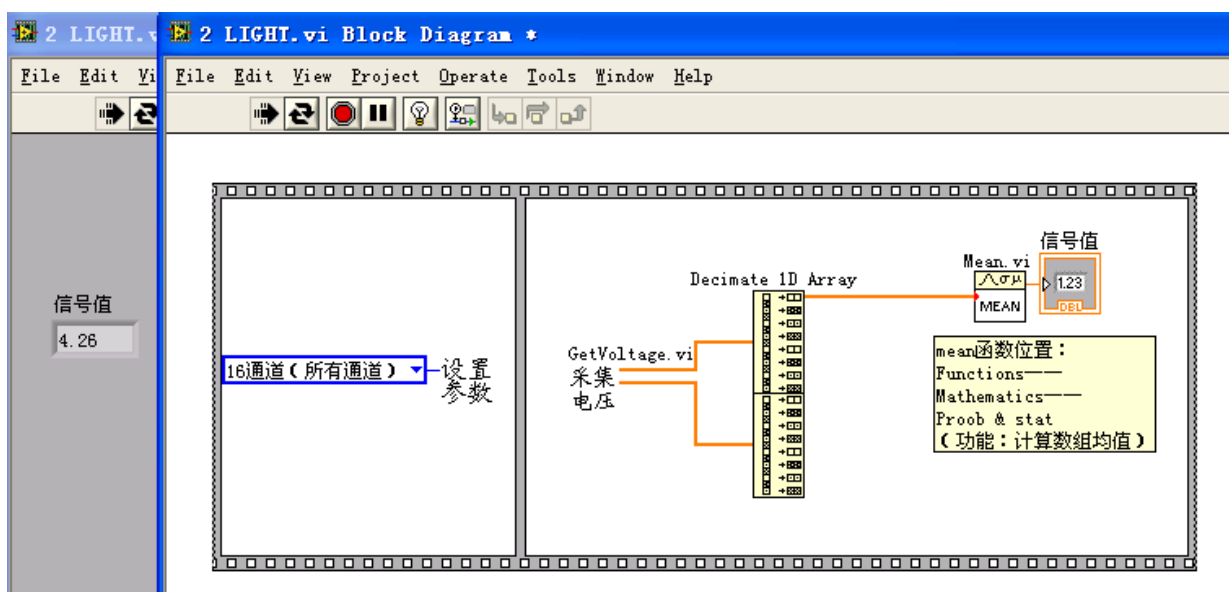 2 LIGHT.v
2 LIGHT.vi Block Diagram *
File Edit Vi
File Edit View Project Operate Tools Window Help
信号值
4.26
16通道(所有通道)
设置
参数
GetVoltage.vi
采集
电压
Decimate 1D Array
Mean.vi
MEAN
信号值
1.23
DBL
mean函数位置:
Functions——
Mathematics——
Proob & stat
(功能:计算数组均值)